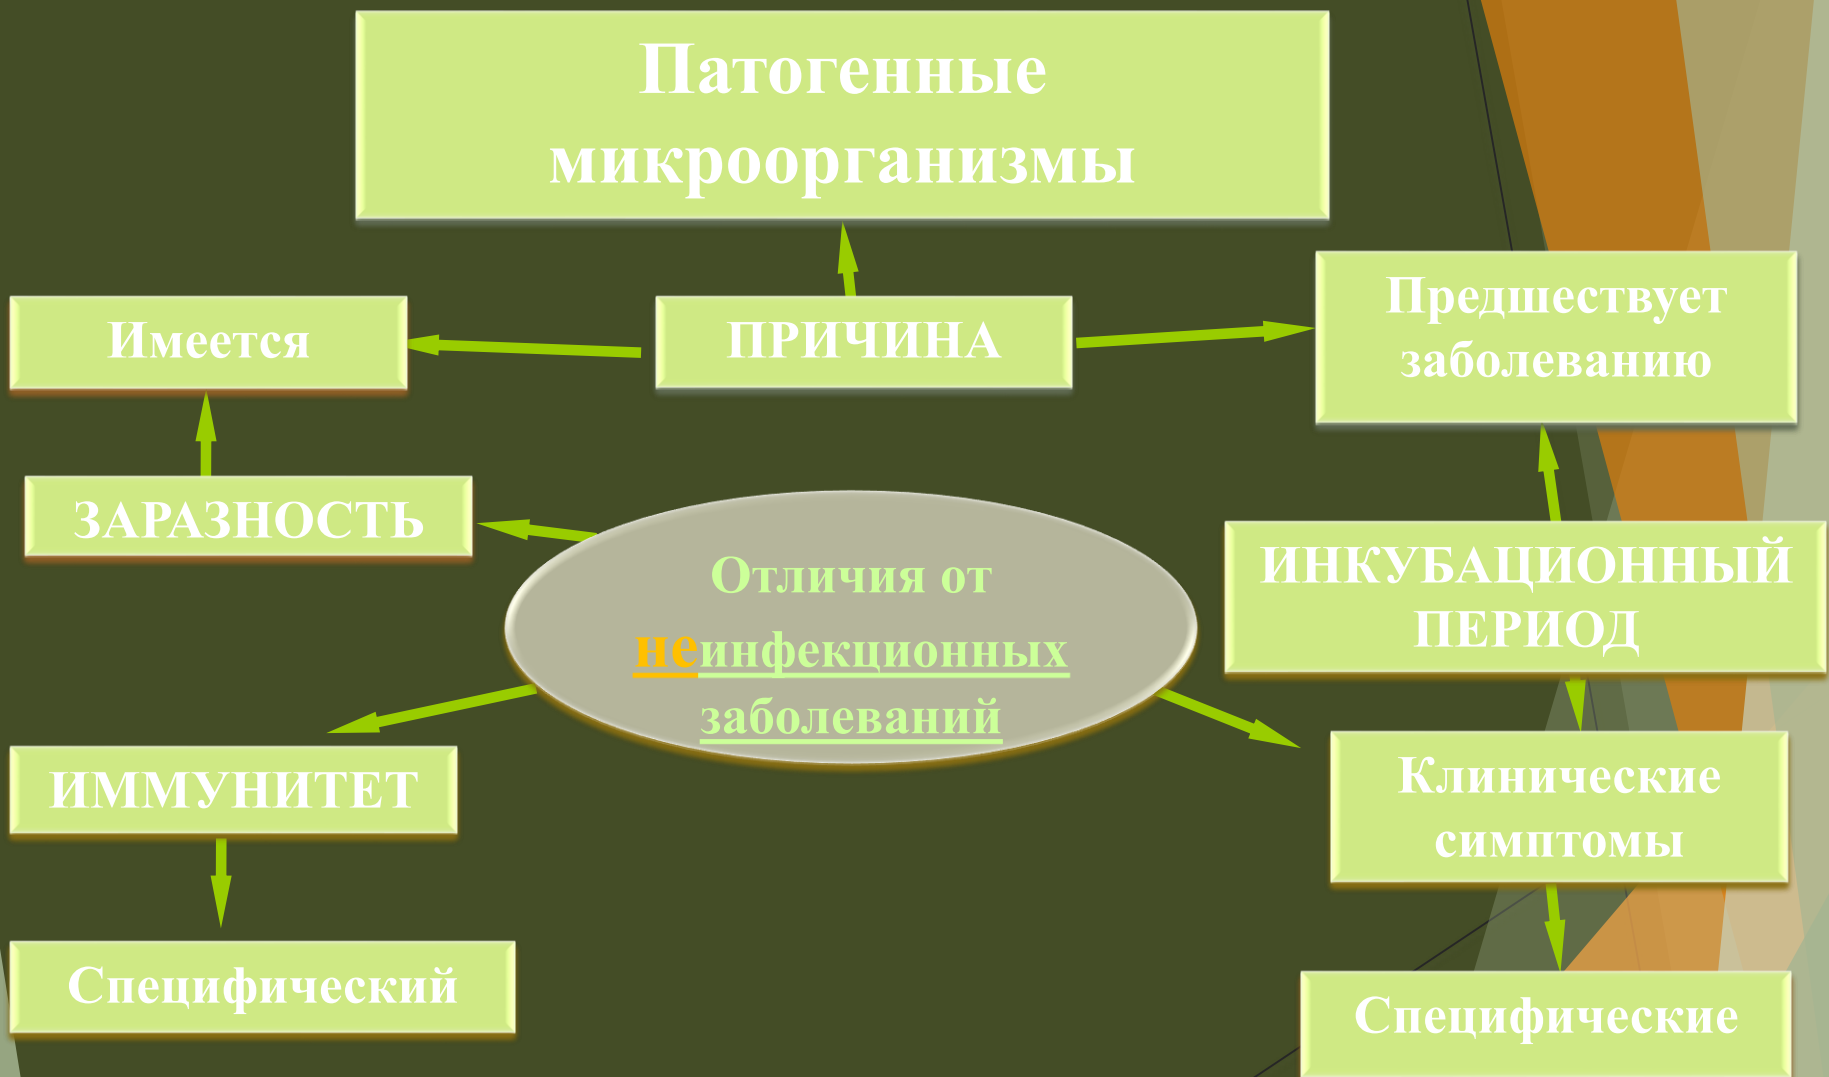 Патогенные
микроорганизмы
Имеется
ПРИЧИНА
Предшествует
заболеванию
ЗАРАЗНОСТЬ
Отличия от
неинфекционных
заболеваний
ИНКУБАЦИОННЫЙ
ПЕРИОД
ИММУНИТЕТ
Клинические
симптомы
Специфический
Специфические